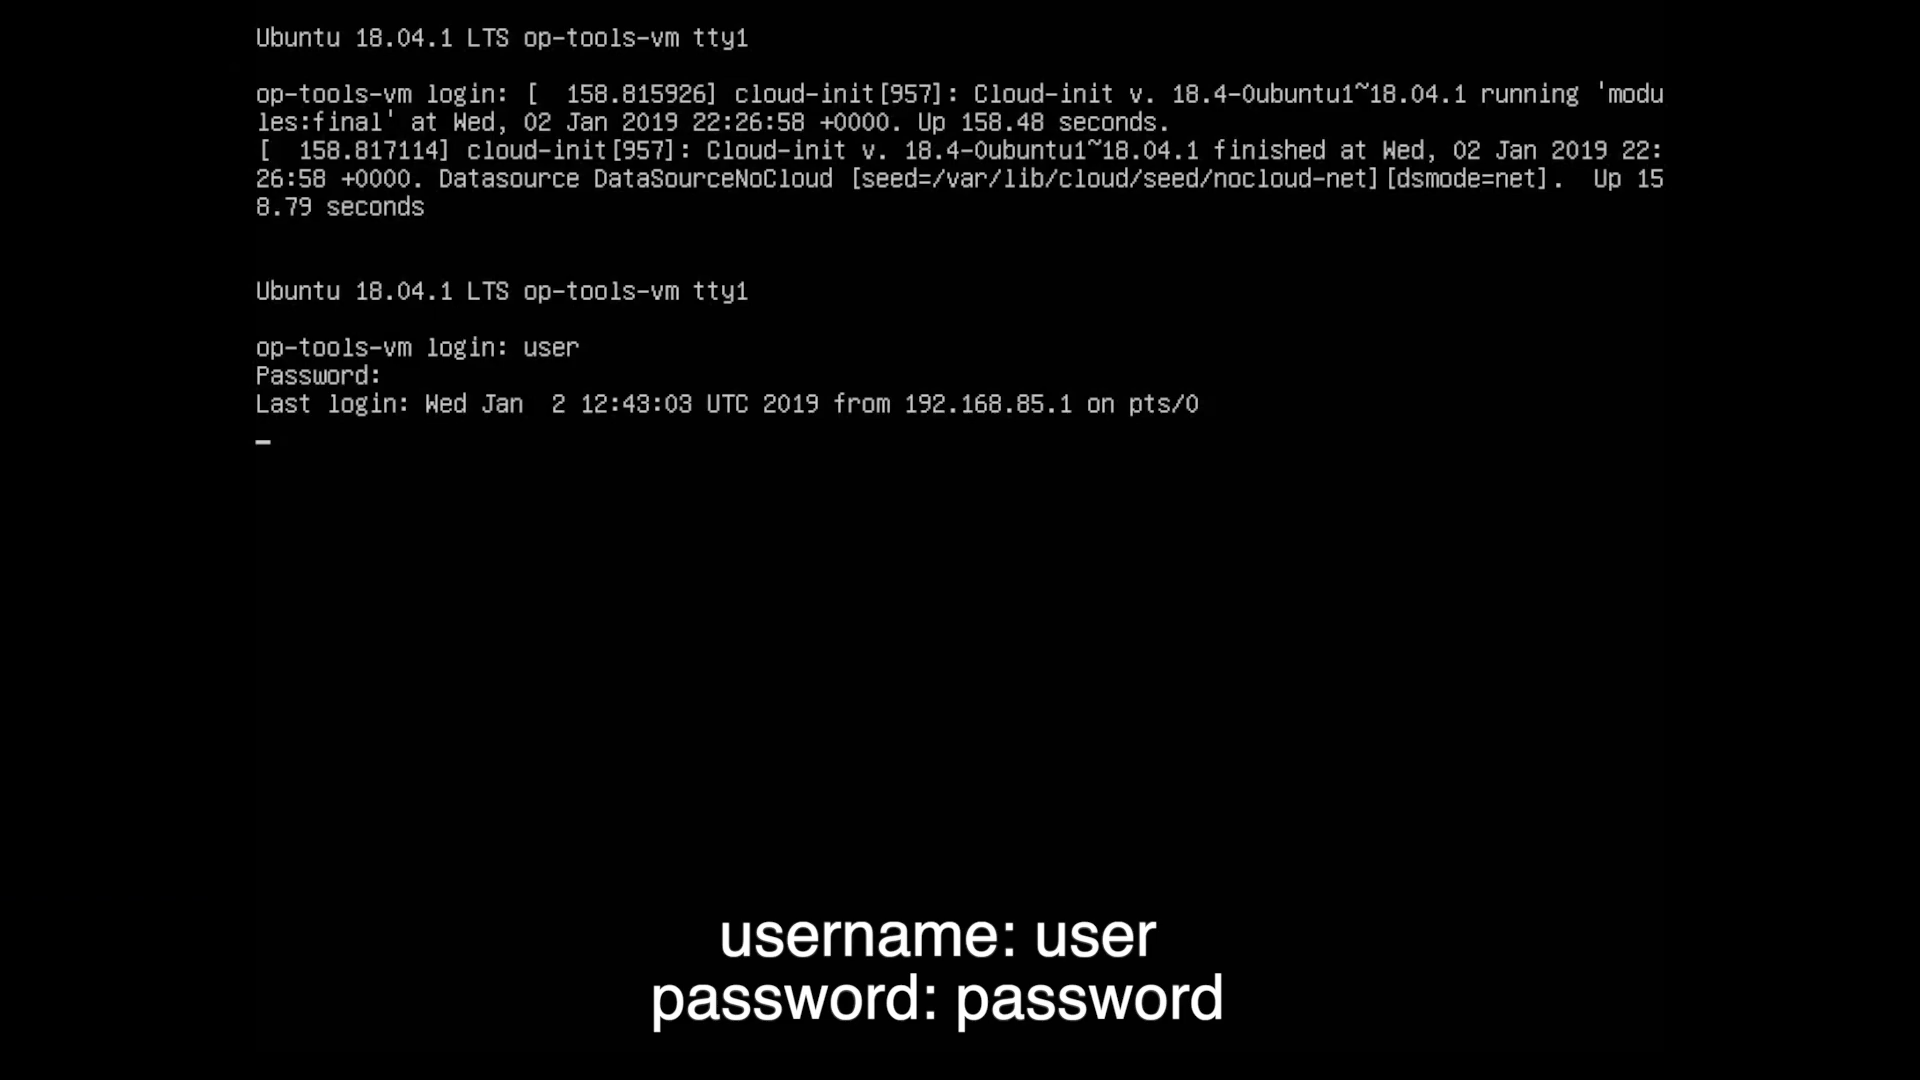 Ubuntu 18.04.1 LTS op-tools-vm tty1
op-tools-vm login: [  158.815926] cloud-init[957]: Cloud-init v. 18.4-0ubuntu1~18.04.1 running 'modu
les:final' at Wed, 02 Jan 2019 22:26:58 +0000. Up 158.48 seconds.
[  158.817114] cloud-init[957]: Cloud-init v. 18.4-0ubuntu1~18.04.1 finished at Wed, 02 Jan 2019 22:
26:58 +0000. Datasource DataSourceNoCloud [seed=/var/lib/cloud/seed/nocloud-net][dsmode=net].  Up 15
8.79 seconds
Ubuntu 18.04.1 LTS op-tools-vm tty1
op-tools-vm login: user
Password:
Last login: Wed Jan  2 12:43:03 UTC 2019 from 192.168.85.1 on pts/0
username: user
password: password